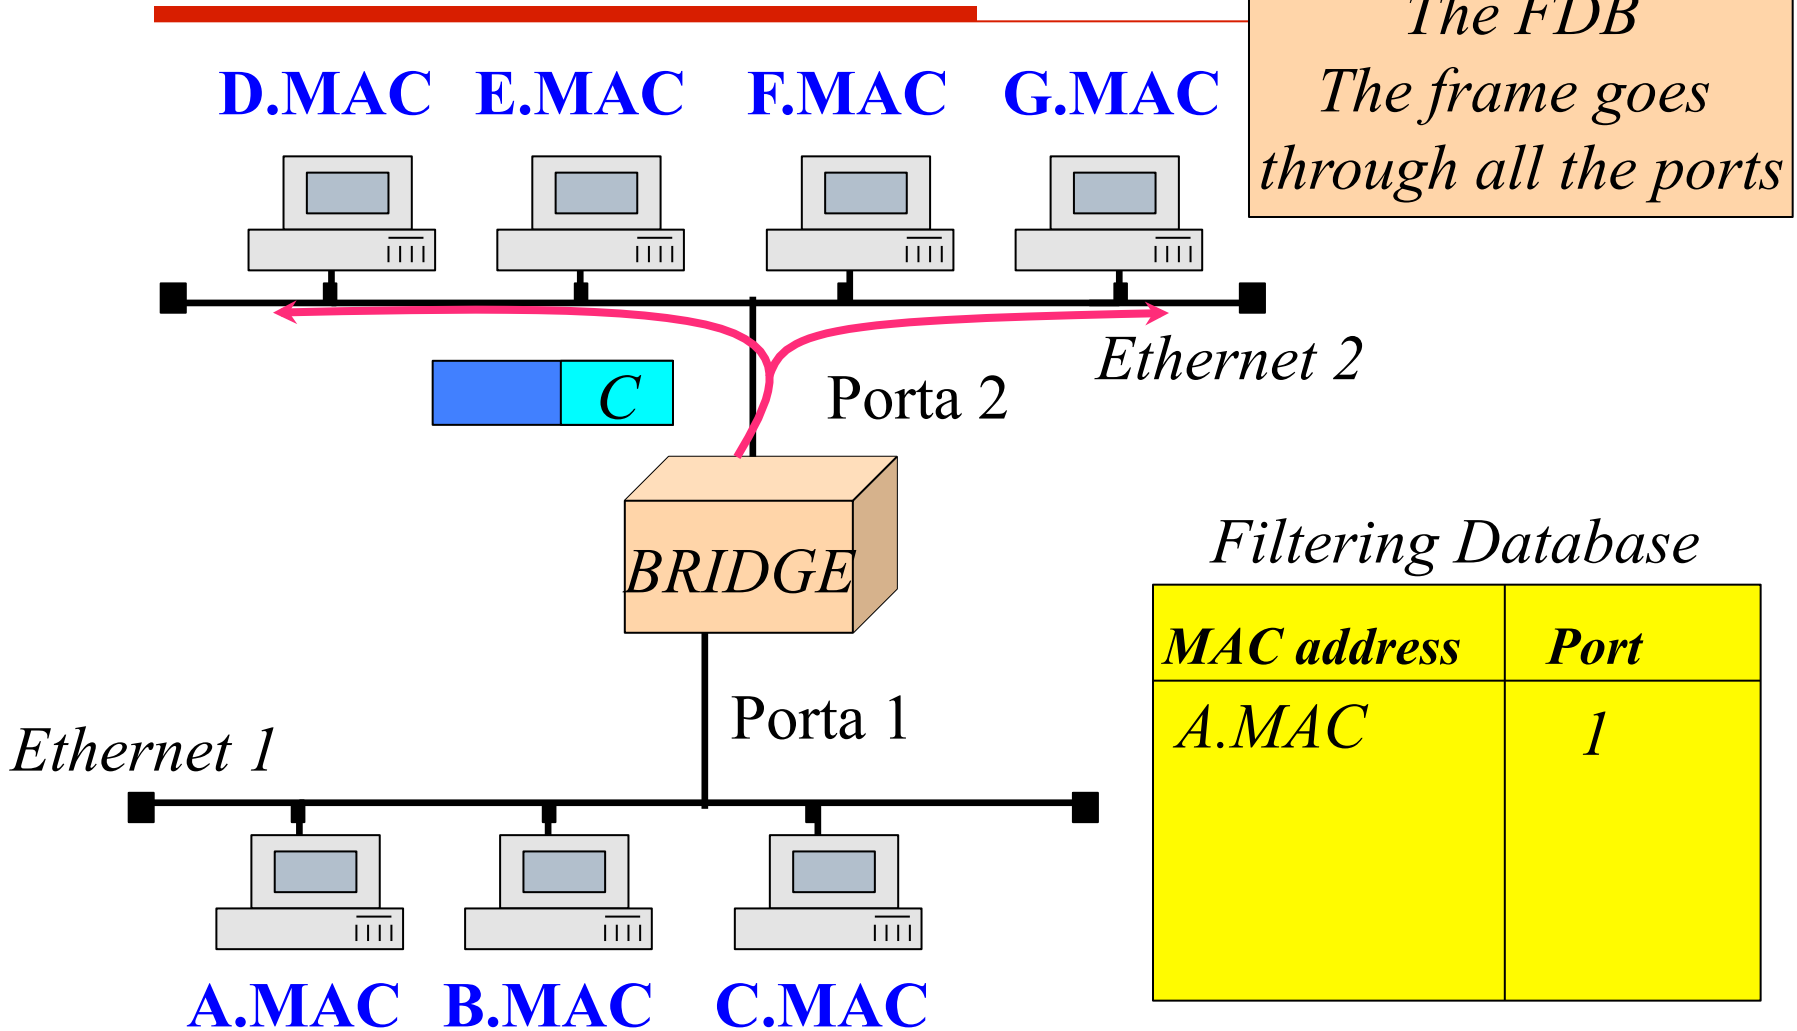 The FDB
The frame goes
through all the ports
D.MAC E.MAC F.MAC G.MAC
Ethernet 2
C
Porta 2
BRIDGE
Filtering Database
MAC address Port
A.MAC 1
Porta 1
Ethernet 1
A.MAC B.MAC C.MAC